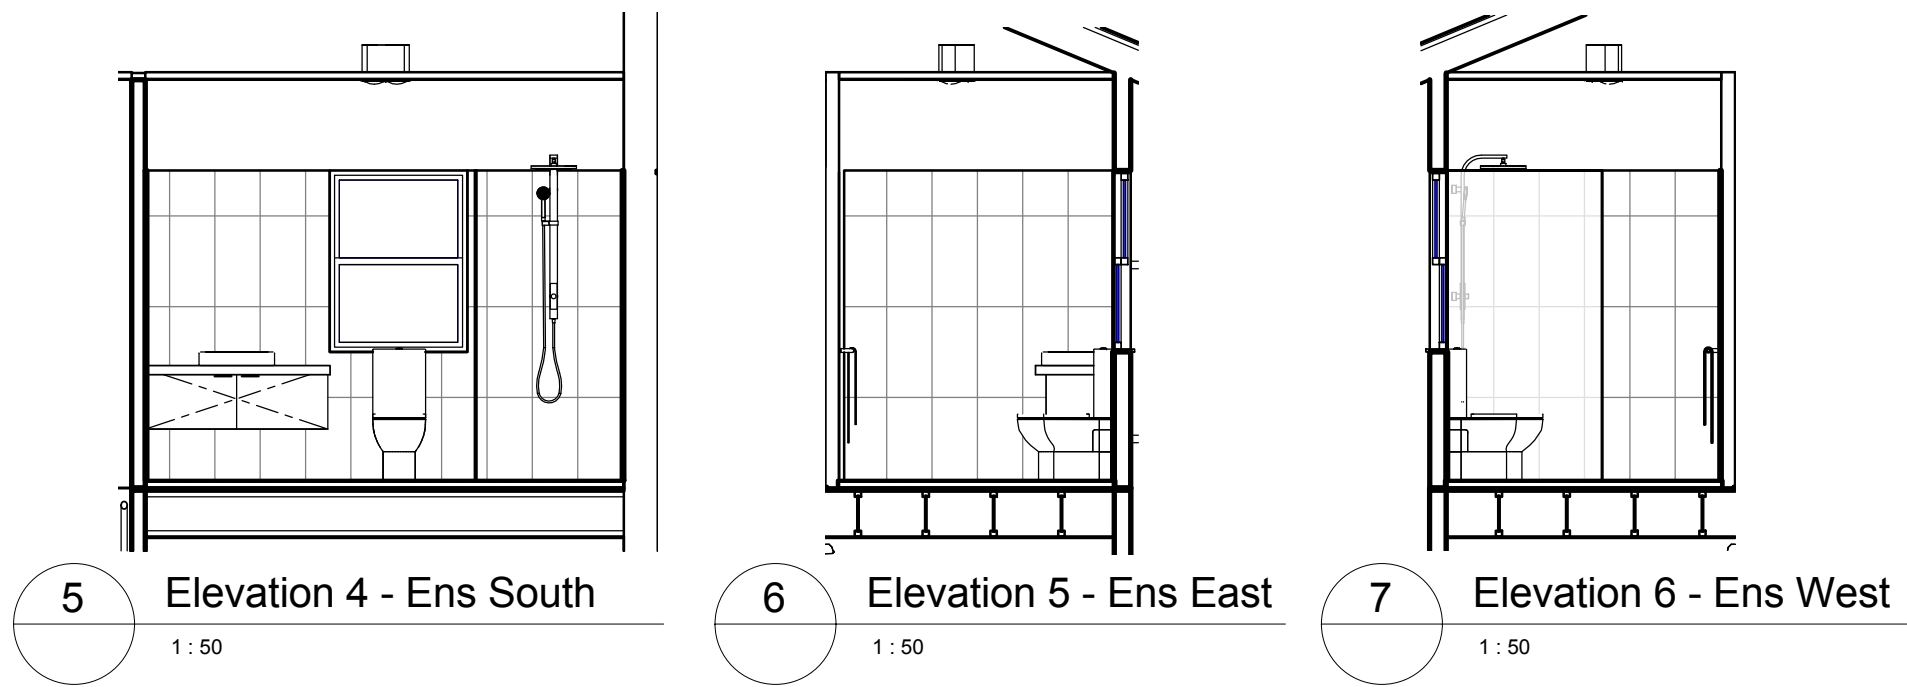 5
Elevation 4 - Ens South
1 : 50
6
Elevation 5 - Ens East
1 : 50
7
Elevation 6 - Ens West
1 : 50